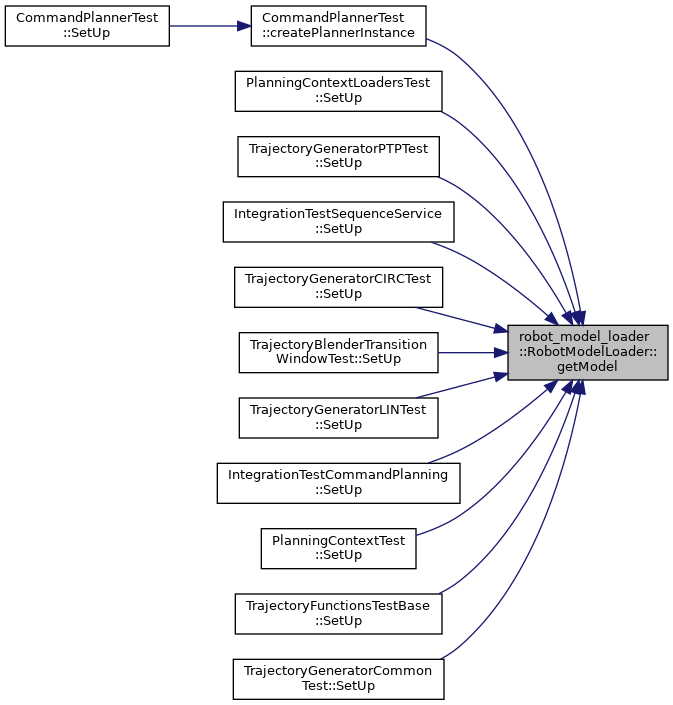 CommandPlannerTest
::SetUp
CommandPlannerTest
::createPlannerInstance
PlanningContextLoadersTest
::SetUp
TrajectoryGeneratorPTPTest
::SetUp
IntegrationTestSequenceService
::SetUp
TrajectoryGeneratorCIRCTest
::SetUp
TrajectoryBlenderTransition
WindowTest::SetUp
TrajectoryGeneratorLINTest
::SetUp
IntegrationTestCommandPlanning
::SetUp
PlanningContextTest
::SetUp
TrajectoryFunctionsTestBase
::SetUp
TrajectoryGeneratorCommon
Test::SetUp
robot_model_loader
::RobotModelLoader::
getModel